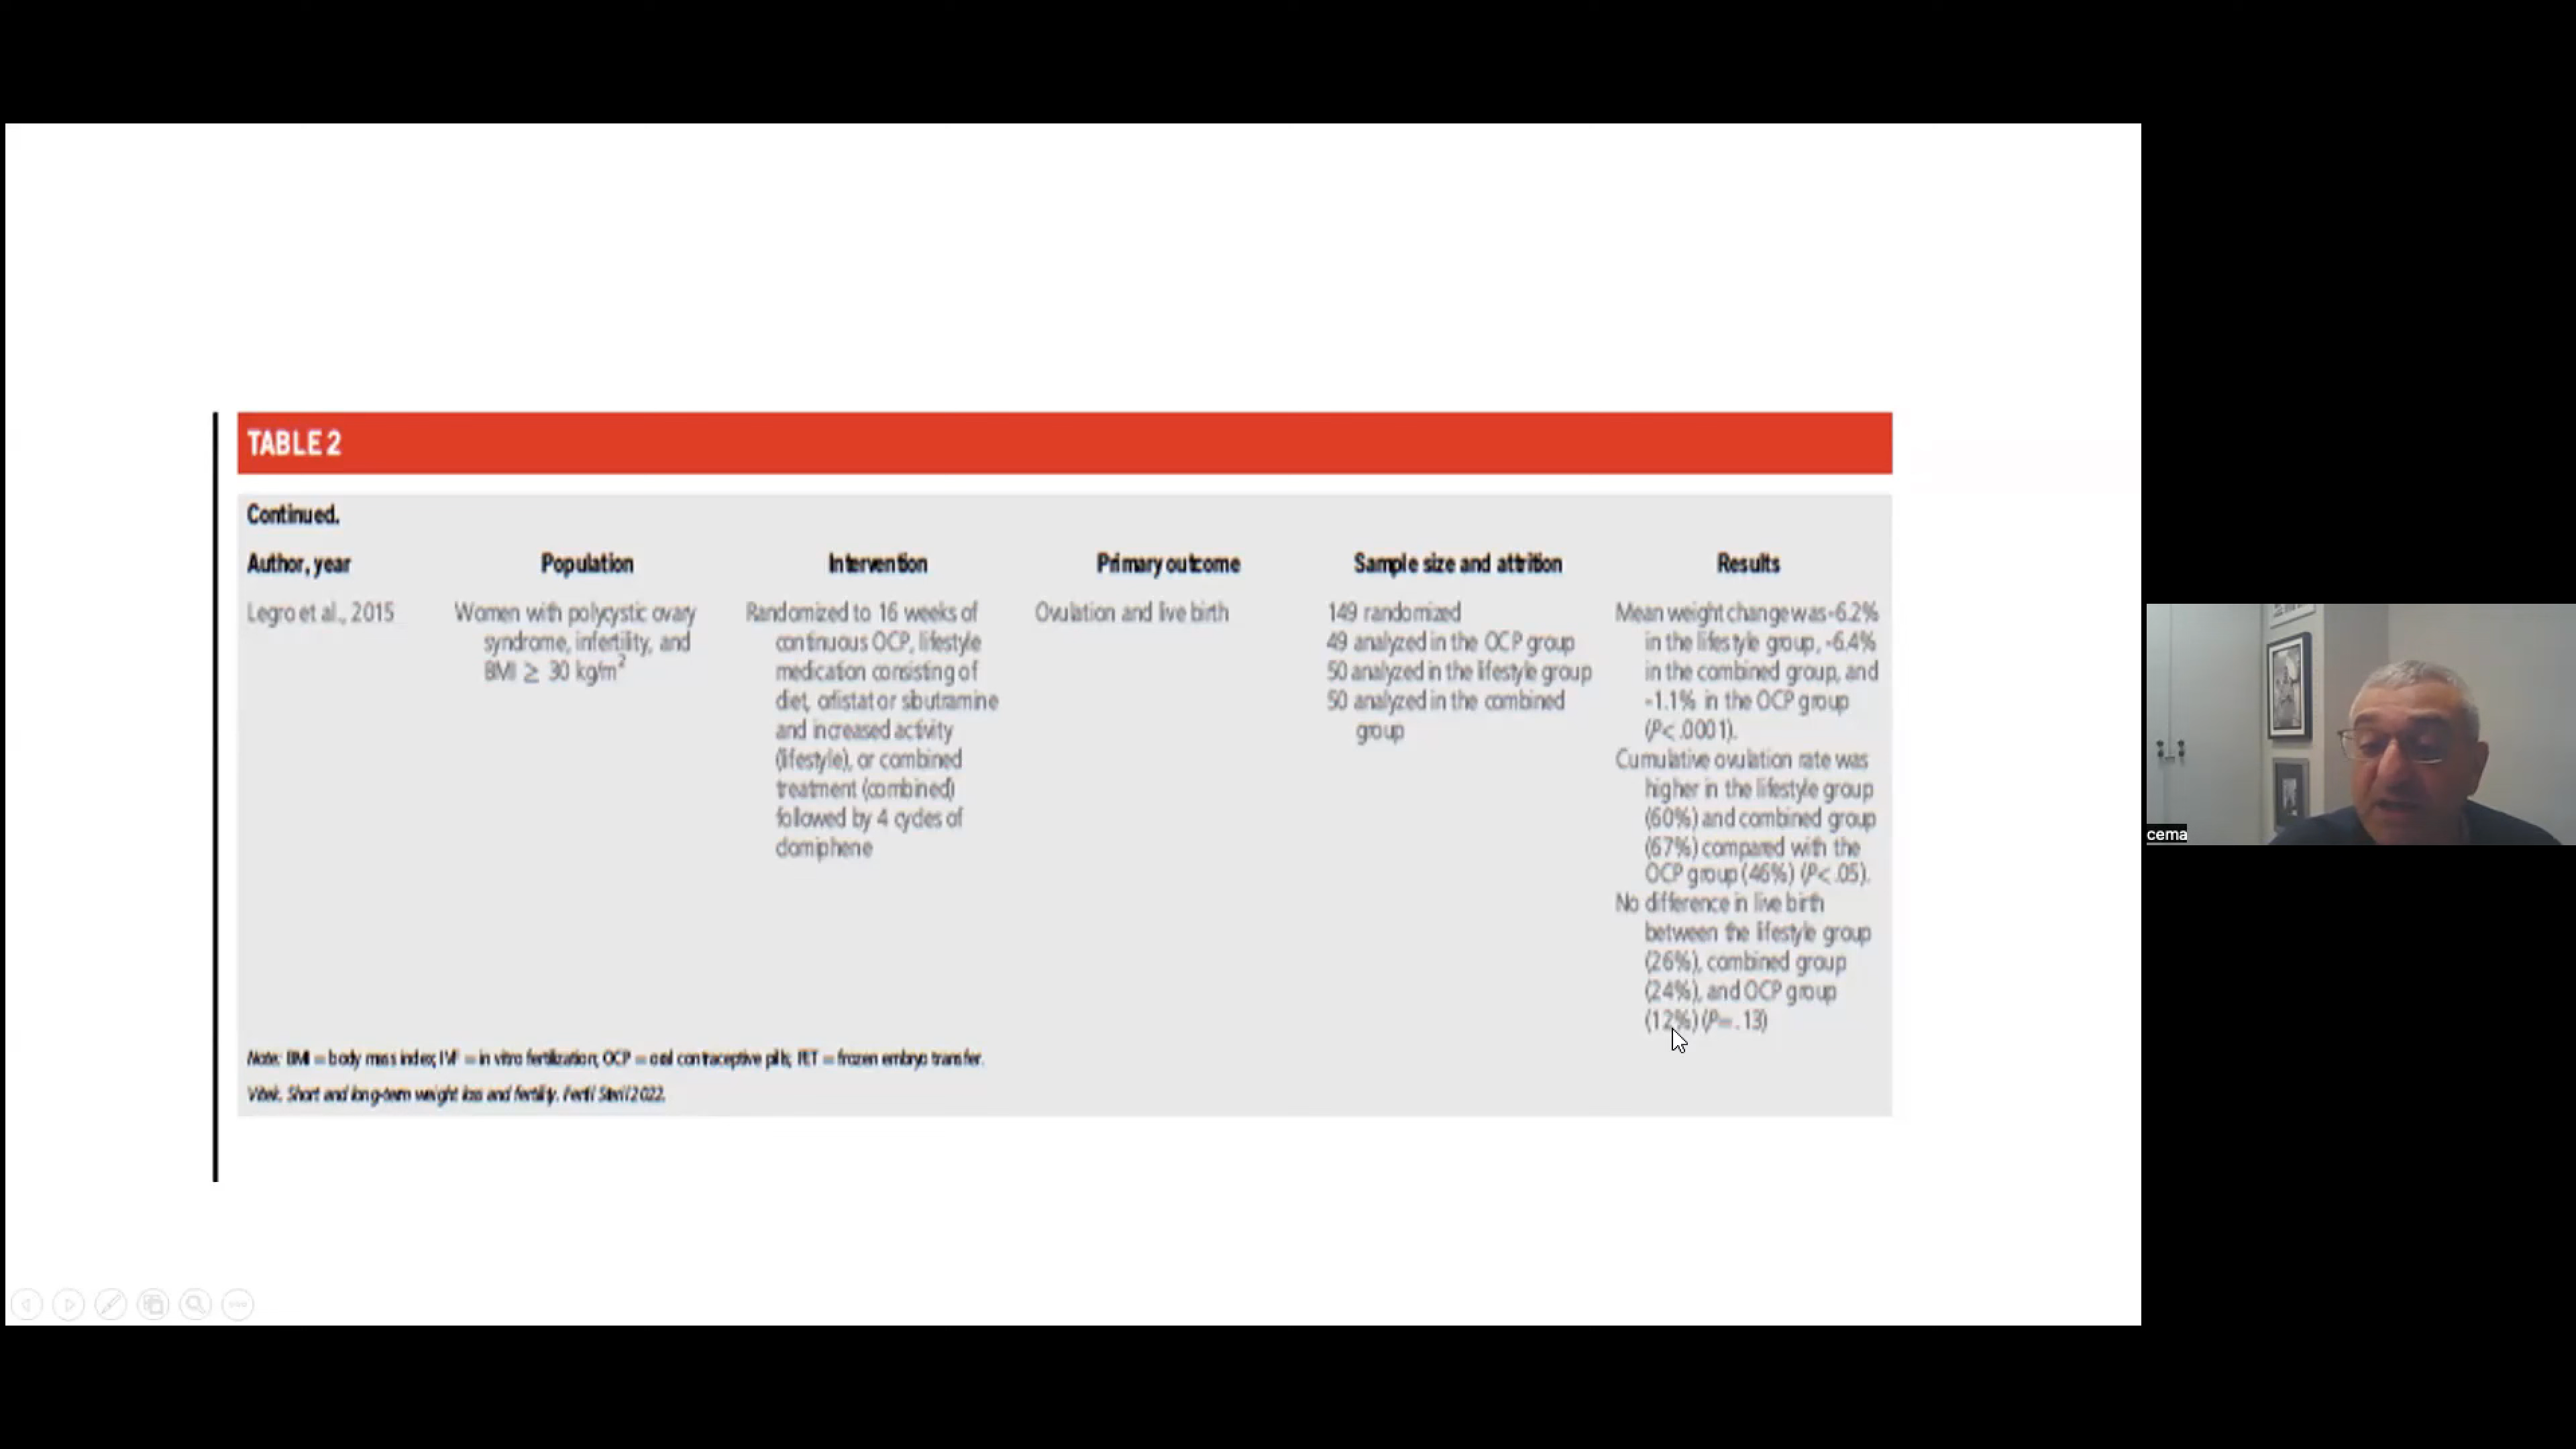 TABLE 2
Continued.
Author, year Population Intervention Primary outcome Sample size and attrition Results
Legro et al., 2015
Women with polycystic ovary
syndrome, infertility, and
BMI ≥ 30 kg/m²
Randomized to 16 weeks of
continuous OCP, lifestyle
medication consisting of
diet, orlistat or sibutramine
and increased activity
(lifestyle), or combined
treatment (combined)
followed by 4 cycles of
clomiphene
Ovulation and live birth
149 randomized
49 analyzed in the OCP group
50 analyzed in the lifestyle group
50 analyzed in the combined
group
Mean weight change was -6.2%
in the lifestyle group, -6.4%
in the combined group, and
-1.1% in the OCP group
(P<.0001).
Cumulative ovulation rate was
higher in the lifestyle group
(60%) and combined group
(67%) compared with the
OCP group (46%) (P<.05).
No difference in live birth
between the lifestyle group
(26%), combined group
(24%), and OCP group
(12%) (P=.13)
Note: BMI = body mass index; IVF = in vitro fertilization; OCP = oral contraceptive pills; FET = frozen embryo transfer.
Vitek. Short and long-term weight loss and fertility. Fertil Steril 2022.
cema